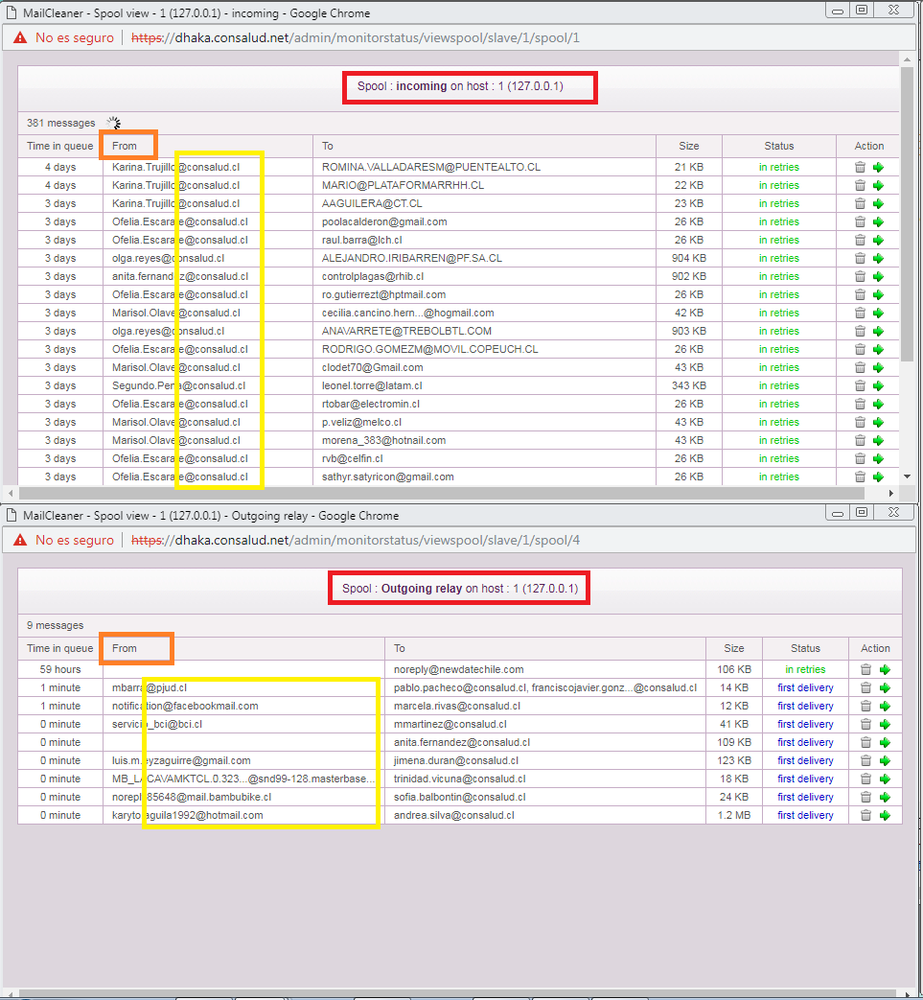 MailCleaner - Spool view - 1 (127.0.0.1) - incoming - Google Chrome
No es seguro | https://dhaka.consalud.net/admin/monitorstatus/viewspool/slave/1/spool/1
Spool : incoming on host : 1 (127.0.0.1)
381 messages
Time in queue From To Size Status Action
4 days Karina.Trujillo@consalud.cl ROMINA.VALLADARESM@PUENTEALTO.CL 21 KB in retries
4 days Karina.Trujillo@consalud.cl MARIO@PLATAFORMARRHH.CL 22 KB in retries
3 days Karina.Trujillo@consalud.cl AAGUILERA@CT.CL 23 KB in retries
3 days Ofelia.Escarate@consalud.cl poolacalderon@gmail.com 26 KB in retries
3 days Ofelia.Escarate@consalud.cl raul.barra@lch.cl 26 KB in retries
3 days olga.reyes@consalud.cl ALEJANDRO.IRIBARREN@PF.SA.CL 904 KB in retries
3 days anita.fernandez@consalud.cl controlplagas@rhib.cl 902 KB in retries
3 days Ofelia.Escarate@consalud.cl ro.gutierrezt@hptmail.com 26 KB in retries
3 days Marisol.Olave@consalud.cl cecilia.cancino.hern...@hogmail.com 42 KB in retries
3 days olga.reyes@consalud.cl ANAVARRETE@TREBOLBTL.COM 903 KB in retries
3 days Ofelia.Escarate@consalud.cl RODRIGO.GOMEZM@MOVIL.COPEUCH.CL 26 KB in retries
3 days Marisol.Olave@consalud.cl clodet70@Gmail.com 43 KB in retries
3 days Segundo.Pena@consalud.cl leonel.torre@latam.cl 343 KB in retries
3 days Ofelia.Escarate@consalud.cl rtobar@electromin.cl 26 KB in retries
3 days Marisol.Olave@consalud.cl p.veliz@melco.cl 43 KB in retries
3 days Marisol.Olave@consalud.cl morena_383@hotnail.com 43 KB in retries
3 days Ofelia.Escarate@consalud.cl rvb@celfin.cl 26 KB in retries
3 days Ofelia.Escarate@consalud.cl sathyr.satyricon@gmail.com 26 KB in retries
MailCleaner - Spool view - 1 (127.0.0.1) - Outgoing relay - Google Chrome
No es seguro | https://dhaka.consalud.net/admin/monitorstatus/viewspool/slave/1/spool/4
Spool : Outgoing relay on host : 1 (127.0.0.1)
9 messages
Time in queue From To Size Status Action
59 hours noreply@newdatechile.com 106 KB in retries
1 minute mbarra@pjud.cl pablo.pacheco@consalud.cl, franciscojavier.gonz...@consalud.cl 14 KB first delivery
1 minute notification@facebookmail.com marcela.rivas@consalud.cl 12 KB first delivery
0 minute servicio_bci@bci.cl mmartinez@consalud.cl 41 KB first delivery
0 minute anita.fernandez@consalud.cl 109 KB first delivery
0 minute luis.m.eyzaguirre@gmail.com jimena.duran@consalud.cl 123 KB first delivery
0 minute MB_LACAVAMKTCL.0.323...@snd99-128.masterbase... trinidad.vicuna@consalud.cl 18 KB first delivery
0 minute noreply85648@mail.bambubike.cl sofia.balbontin@consalud.cl 24 KB first delivery
0 minute karytoaguila1992@hotmail.com andrea.silva@consalud.cl 1.2 MB first delivery